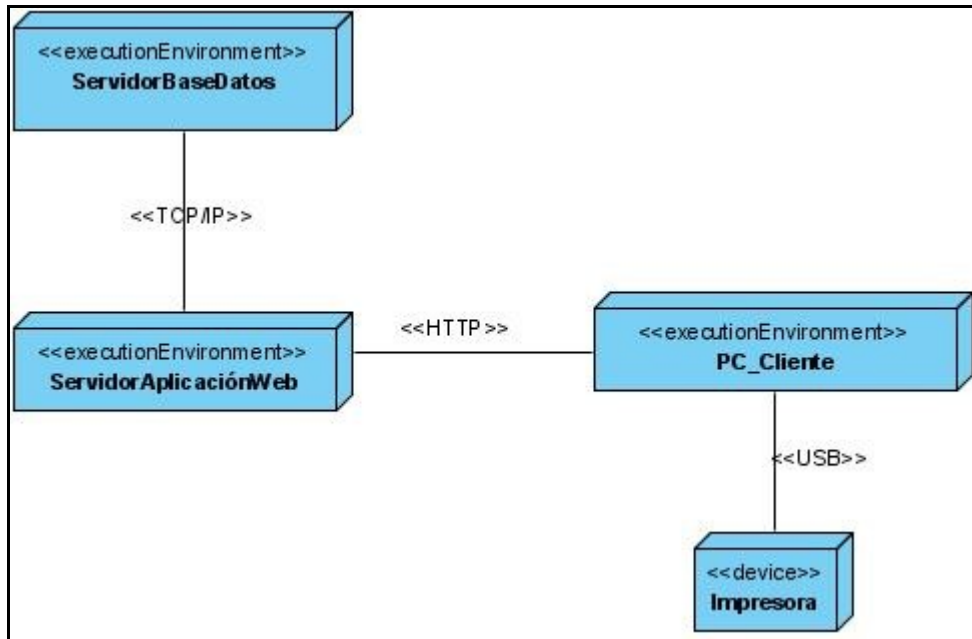 <<executionEnvironment>>
ServidorBaseDatos
<<TCP/IP>>
<<executionEnvironment>>
ServidorAplicaciónWeb
<<HTTP>>
<<executionEnvironment>>
PC_Cliente
<<USB>>
<<device>>
Impresora